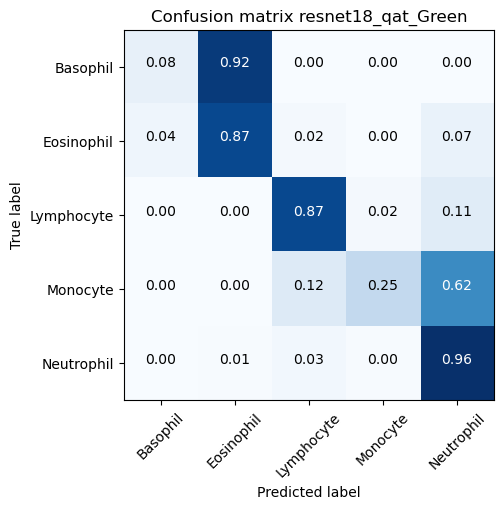 Confusion matrix resnet18_qat_Green
Basophil 0.08 0.92 0.00 0.00 0.00
Eosinophil 0.04 0.87 0.02 0.00 0.07
Lymphocyte 0.00 0.00 0.87 0.02 0.11
Monocyte 0.00 0.00 0.12 0.25 0.62
Neutrophil 0.00 0.01 0.03 0.00 0.96
True label
Basophil Eosinophil Lymphocyte Monocyte Neutrophil
Predicted label